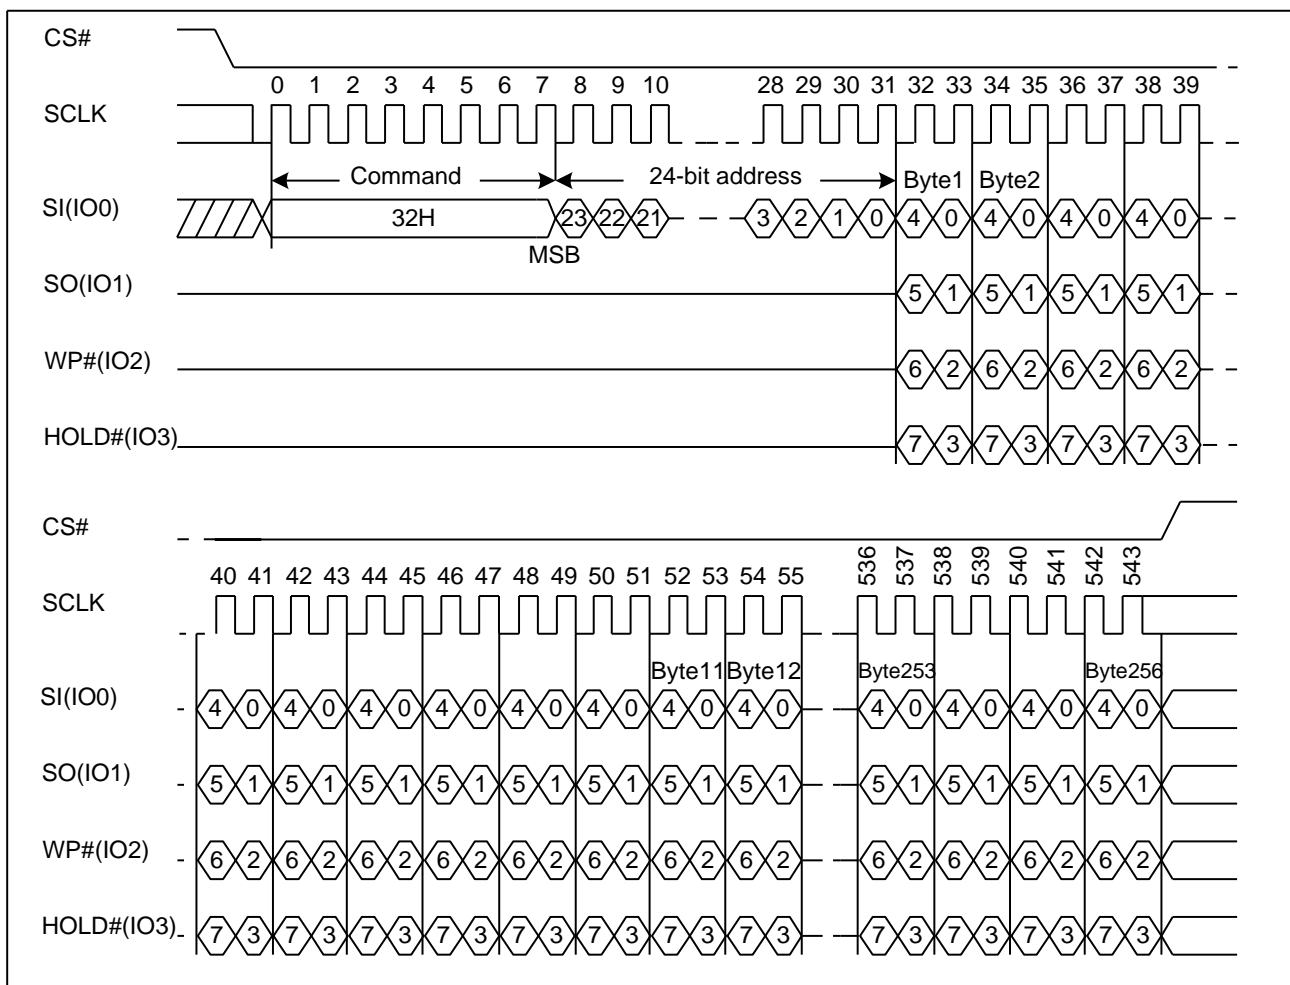 CS#
0 1 2 3 4 5 6 7 8 9 10 28 29 30 31 32 33 34 35 36 37 38 39
SCLK
Command 24-bit address Byte1 Byte2
SI(IO0) 32H 23 22 21 3 2 1 0 4 0 4 0 4 0 4 0
MSB
SO(IO1) 5 1 5 1 5 1 5 1
WP#(IO2) 6 2 6 2 6 2 6 2
HOLD#(IO3) 7 3 7 3 7 3 7 3
CS#
40 41 42 43 44 45 46 47 48 49 50 51 52 53 54 55 536 537 538 539 540 541 542 543
SCLK
Byte11 Byte12 Byte253 Byte256
SI(IO0) 4 0 4 0 4 0 4 0 4 0 4 0 4 0 4 0 4 0 4 0 4 0 4 0
SO(IO1) 5 1 5 1 5 1 5 1 5 1 5 1 5 1 5 1 5 1 5 1 5 1 5 1
WP#(IO2) 6 2 6 2 6 2 6 2 6 2 6 2 6 2 6 2 6 2 6 2 6 2 6 2
HOLD#(IO3) 7 3 7 3 7 3 7 3 7 3 7 3 7 3 7 3 7 3 7 3 7 3 7 3